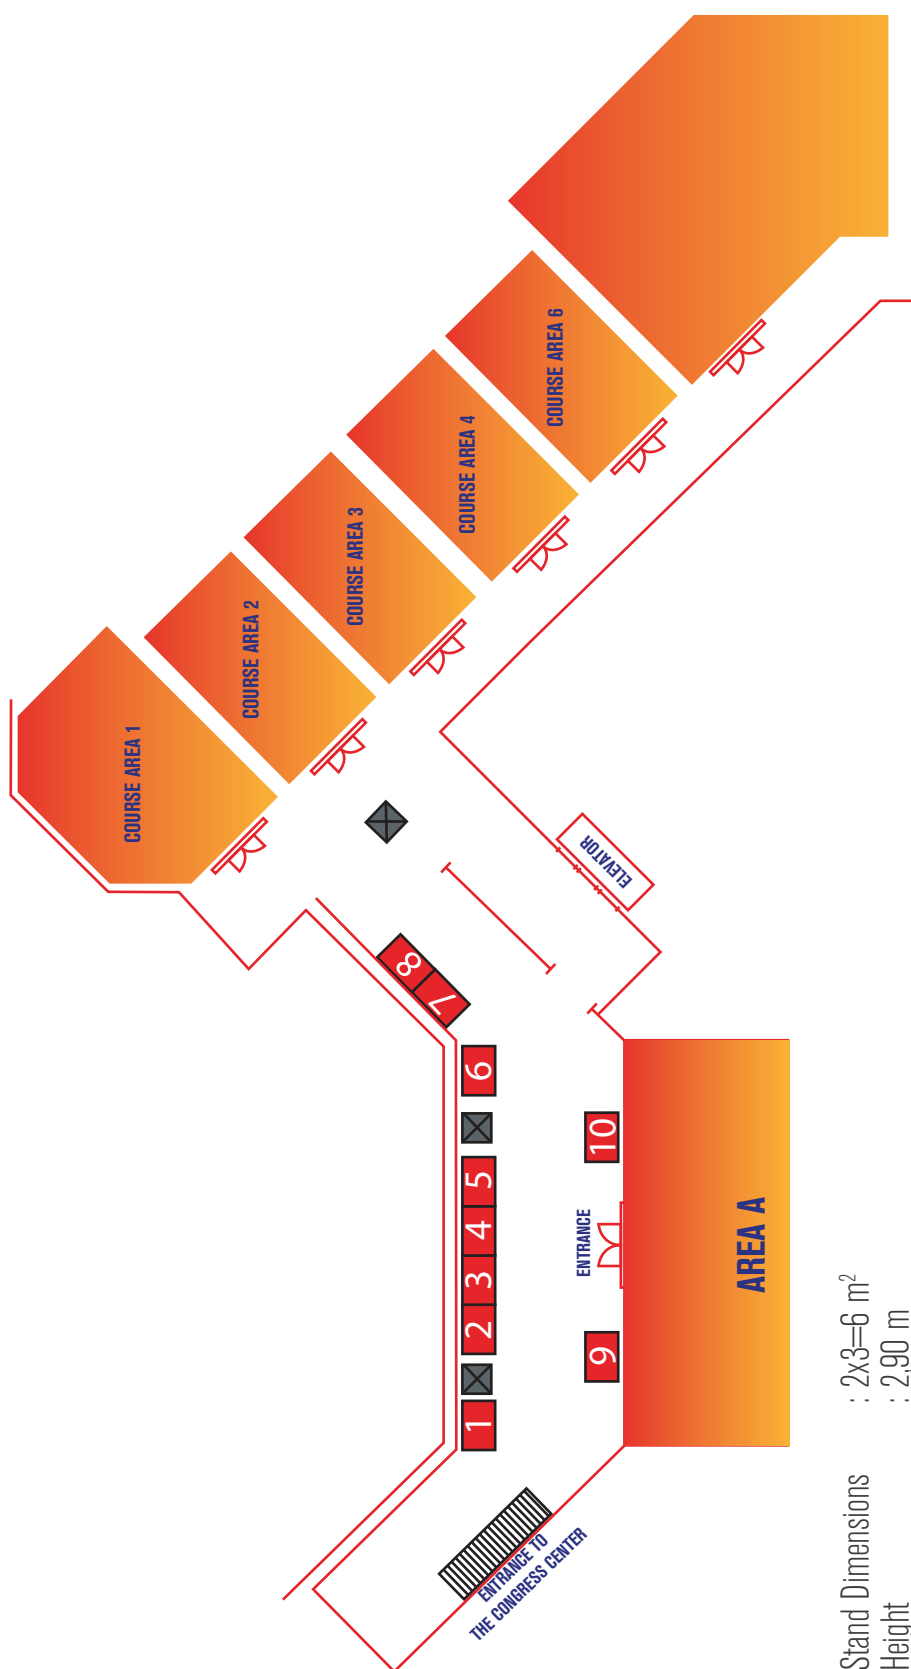 COURSE AREA 1
COURSE AREA 2
COURSE AREA 3
COURSE AREA 4
COURSE AREA 6
ELEVATOR
8
7
6
5
4
3
2
1
10
9
ENTRANCE
AREA A
ENTRANCE TO
THE CONGRESS CENTER
Stand Dimensions : 2x3=6 m²
Height : 2,90 m